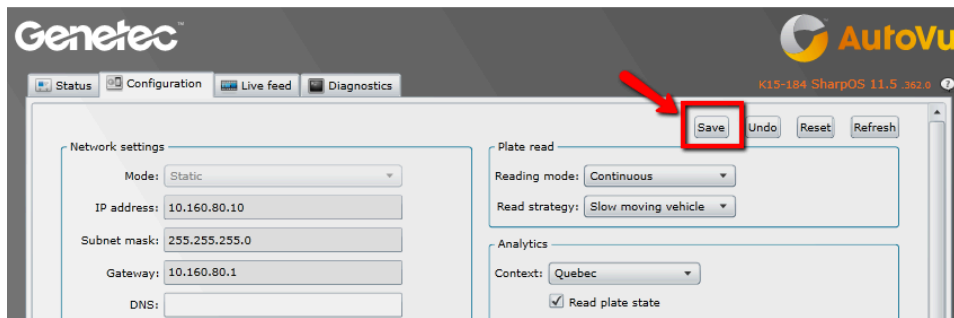 Genetec™
AutoVu
Status Configuration Live feed Diagnostics
K15-184 SharpOS 11.5 .362.0 ?
Save Undo Reset Refresh
Network settings
Mode: Static
IP address: 10.160.80.10
Subnet mask: 255.255.255.0
Gateway: 10.160.80.1
DNS:
Plate read
Reading mode: Continuous
Read strategy: Slow moving vehicle
Analytics
Context: Quebec
Read plate state